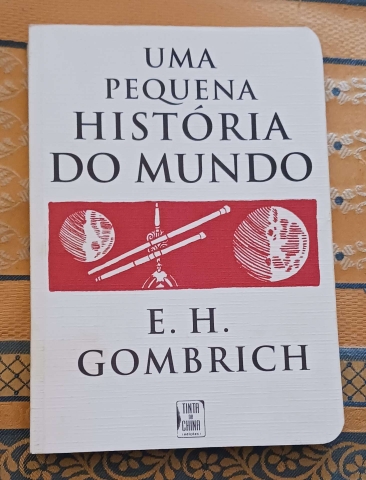 UMA
PEQUENA
HISTÓRIA
DO MUNDO
E. H.
GOMBRICH
TINTA
DA
CHINA